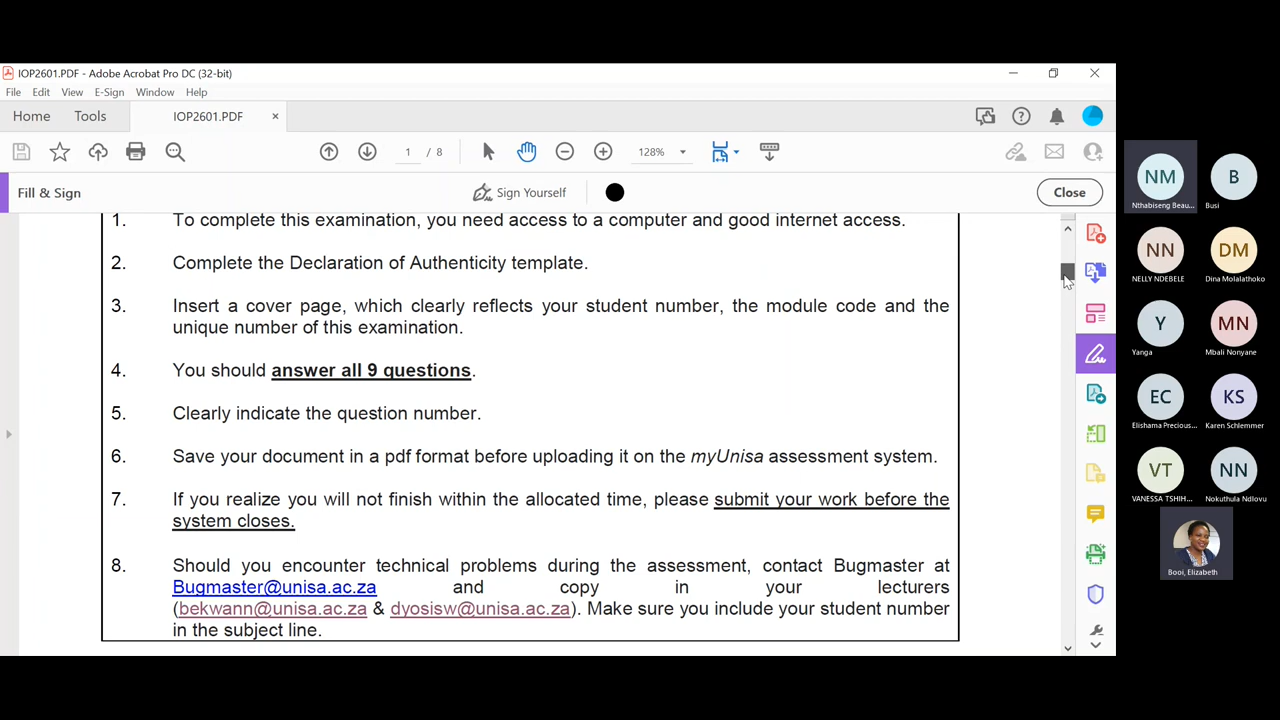 IOP2601.PDF - Adobe Acrobat Pro DC (32-bit)
File Edit View E-Sign Window Help
Home Tools IOP2601.PDF ×
1 / 8 128%
Fill & Sign Sign Yourself Close
1. To complete this examination, you need access to a computer and good internet access.
2. Complete the Declaration of Authenticity template.
3. Insert a cover page, which clearly reflects your student number, the module code and the
unique number of this examination.
4. You should answer all 9 questions.
5. Clearly indicate the question number.
6. Save your document in a pdf format before uploading it on the myUnisa assessment system.
7. If you realize you will not finish within the allocated time, please submit your work before the
system closes.
8. Should you encounter technical problems during the assessment, contact Bugmaster at
Bugmaster@unisa.ac.za and copy in your lecturers
(bekwann@unisa.ac.za & dyosisw@unisa.ac.za). Make sure you include your student number
in the subject line.
NM B
Nthabiseng Beau... Busi
NN DM
NELLY NDEBELE Dina Molalathoko
Y MN
Yanga Mbali Nonyane
EC KS
Elishama Precious... Karen Schlemmer
VT NN
VANESSA TSHIH... Nokuthula Ndlovu
Booi, Elizabeth